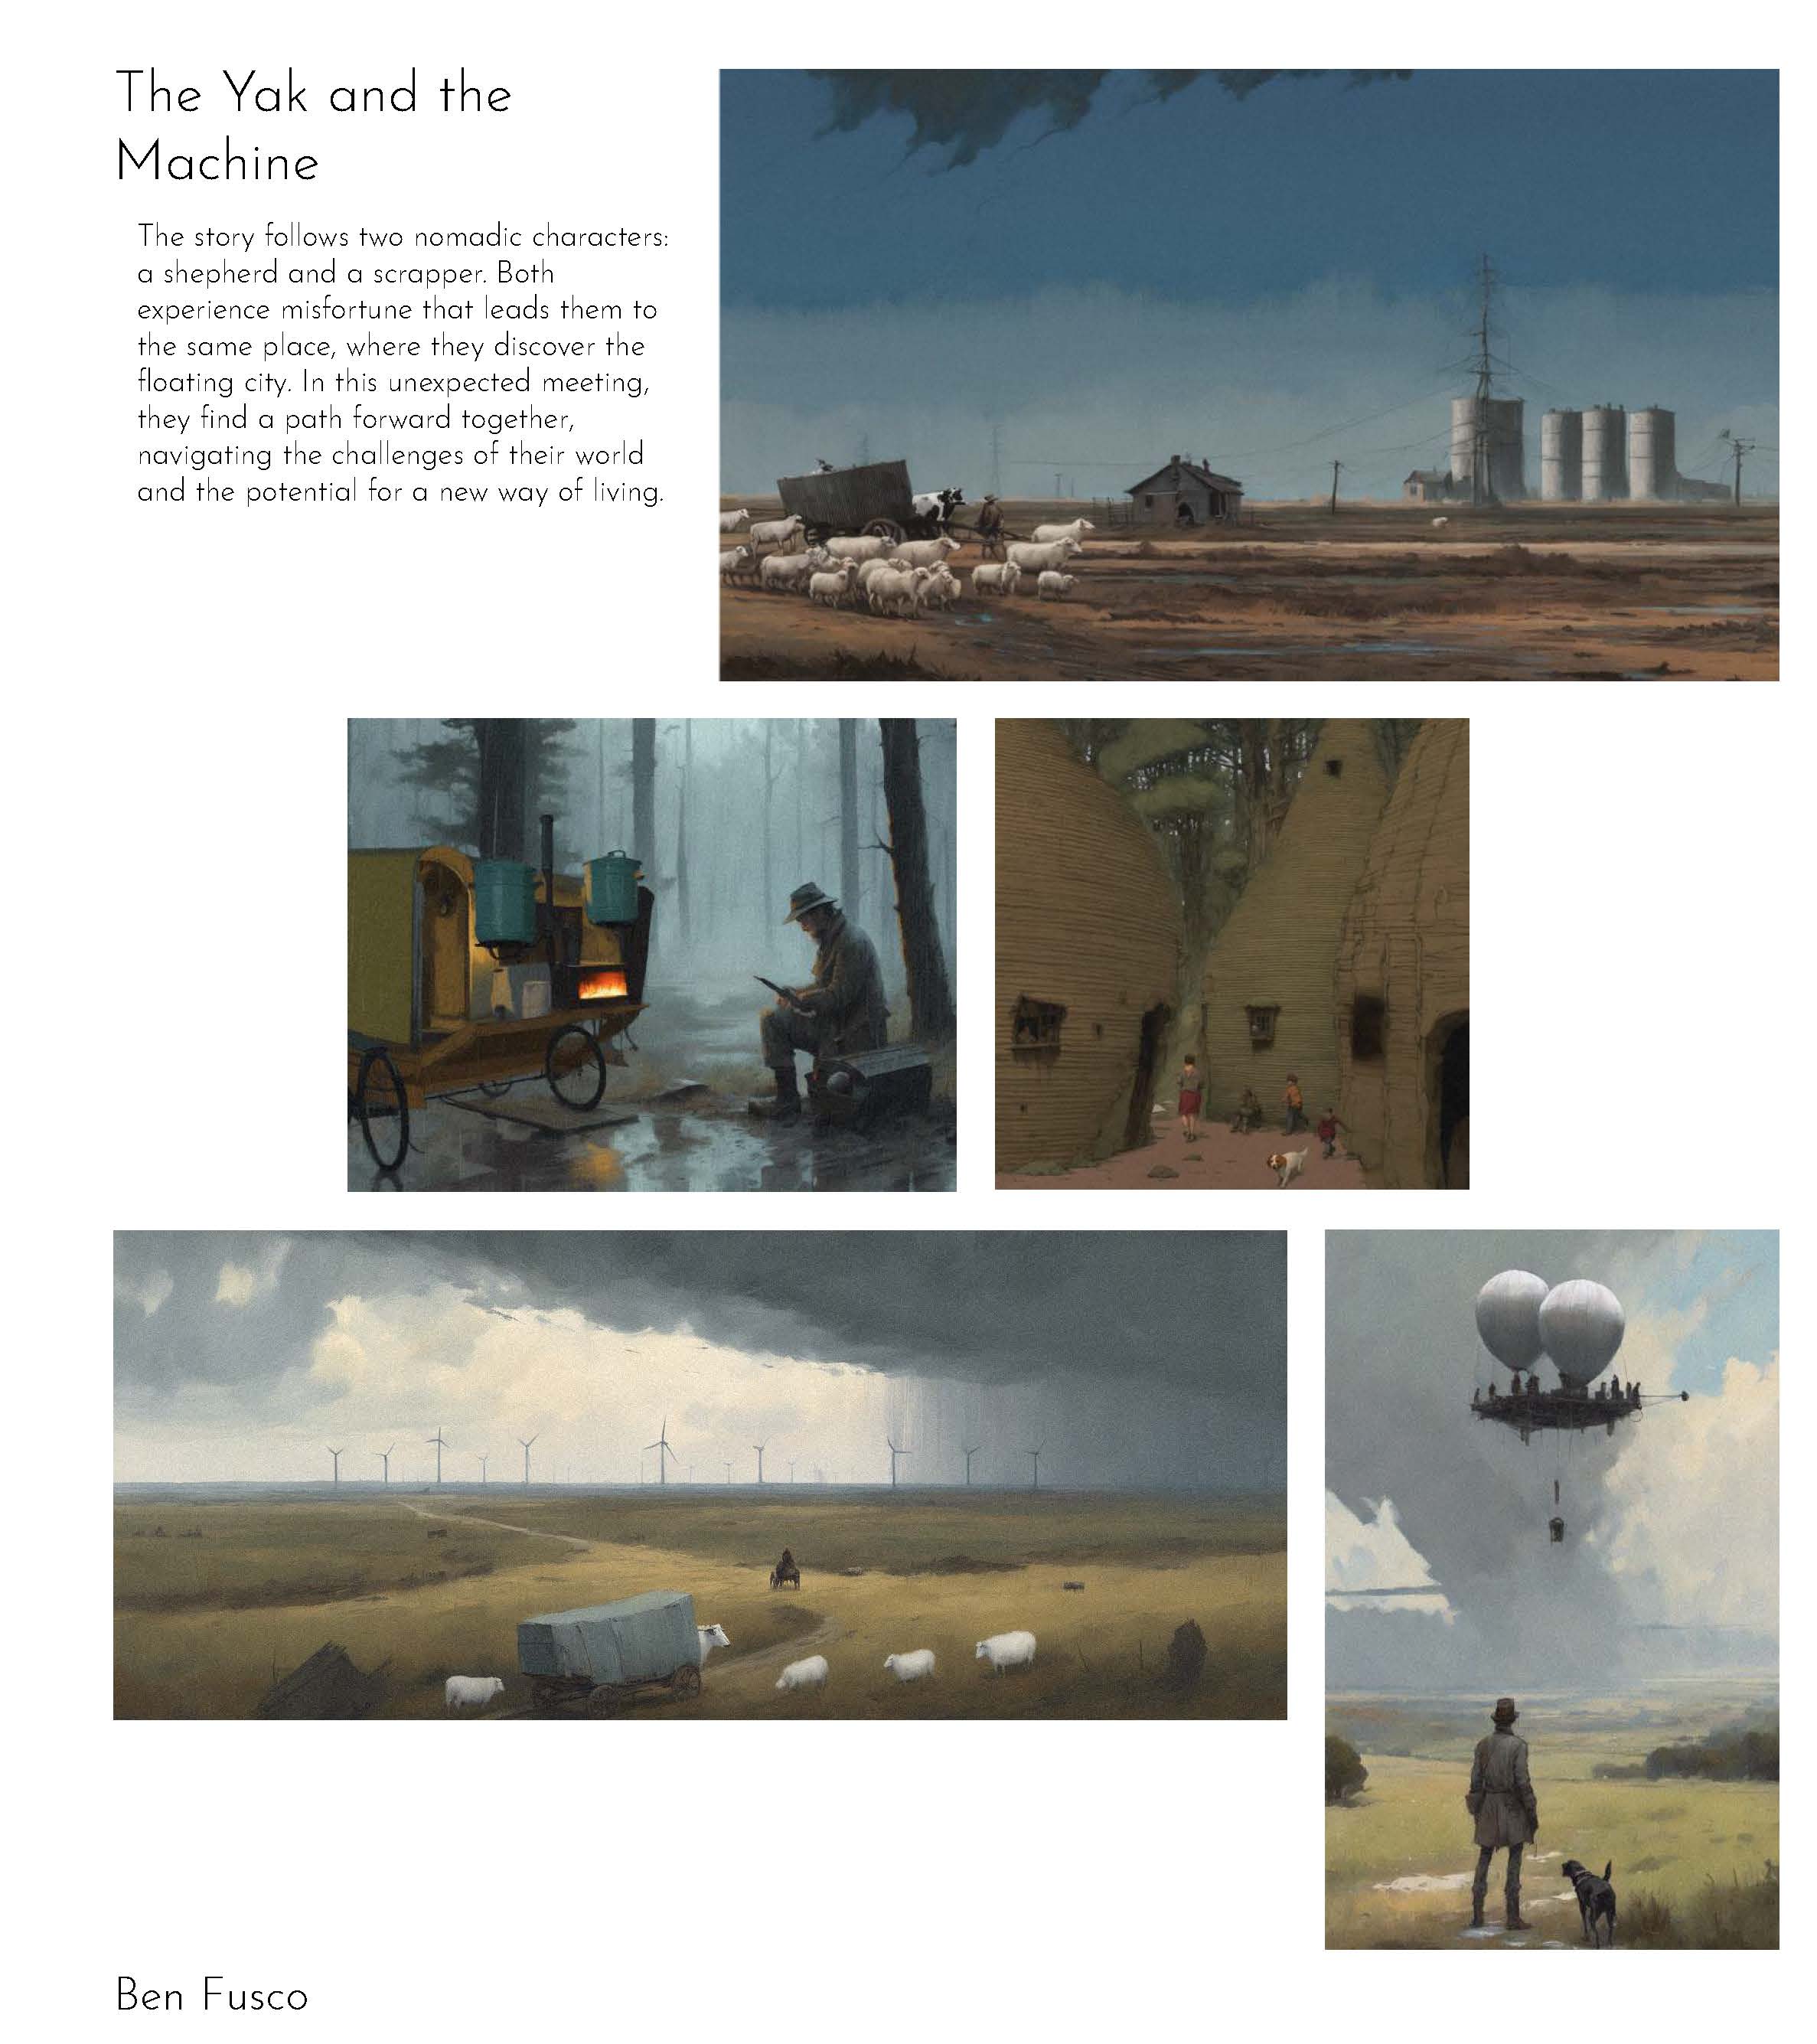 The Yak and the
Machine
The story follows two nomadic characters:
a shepherd and a scrapper. Both
experience misfortune that leads them to
the same place, where they discover the
floating city. In this unexpected meeting,
they find a path forward together,
navigating the challenges of their world
and the potential for a new way of living.
Ben Fusco